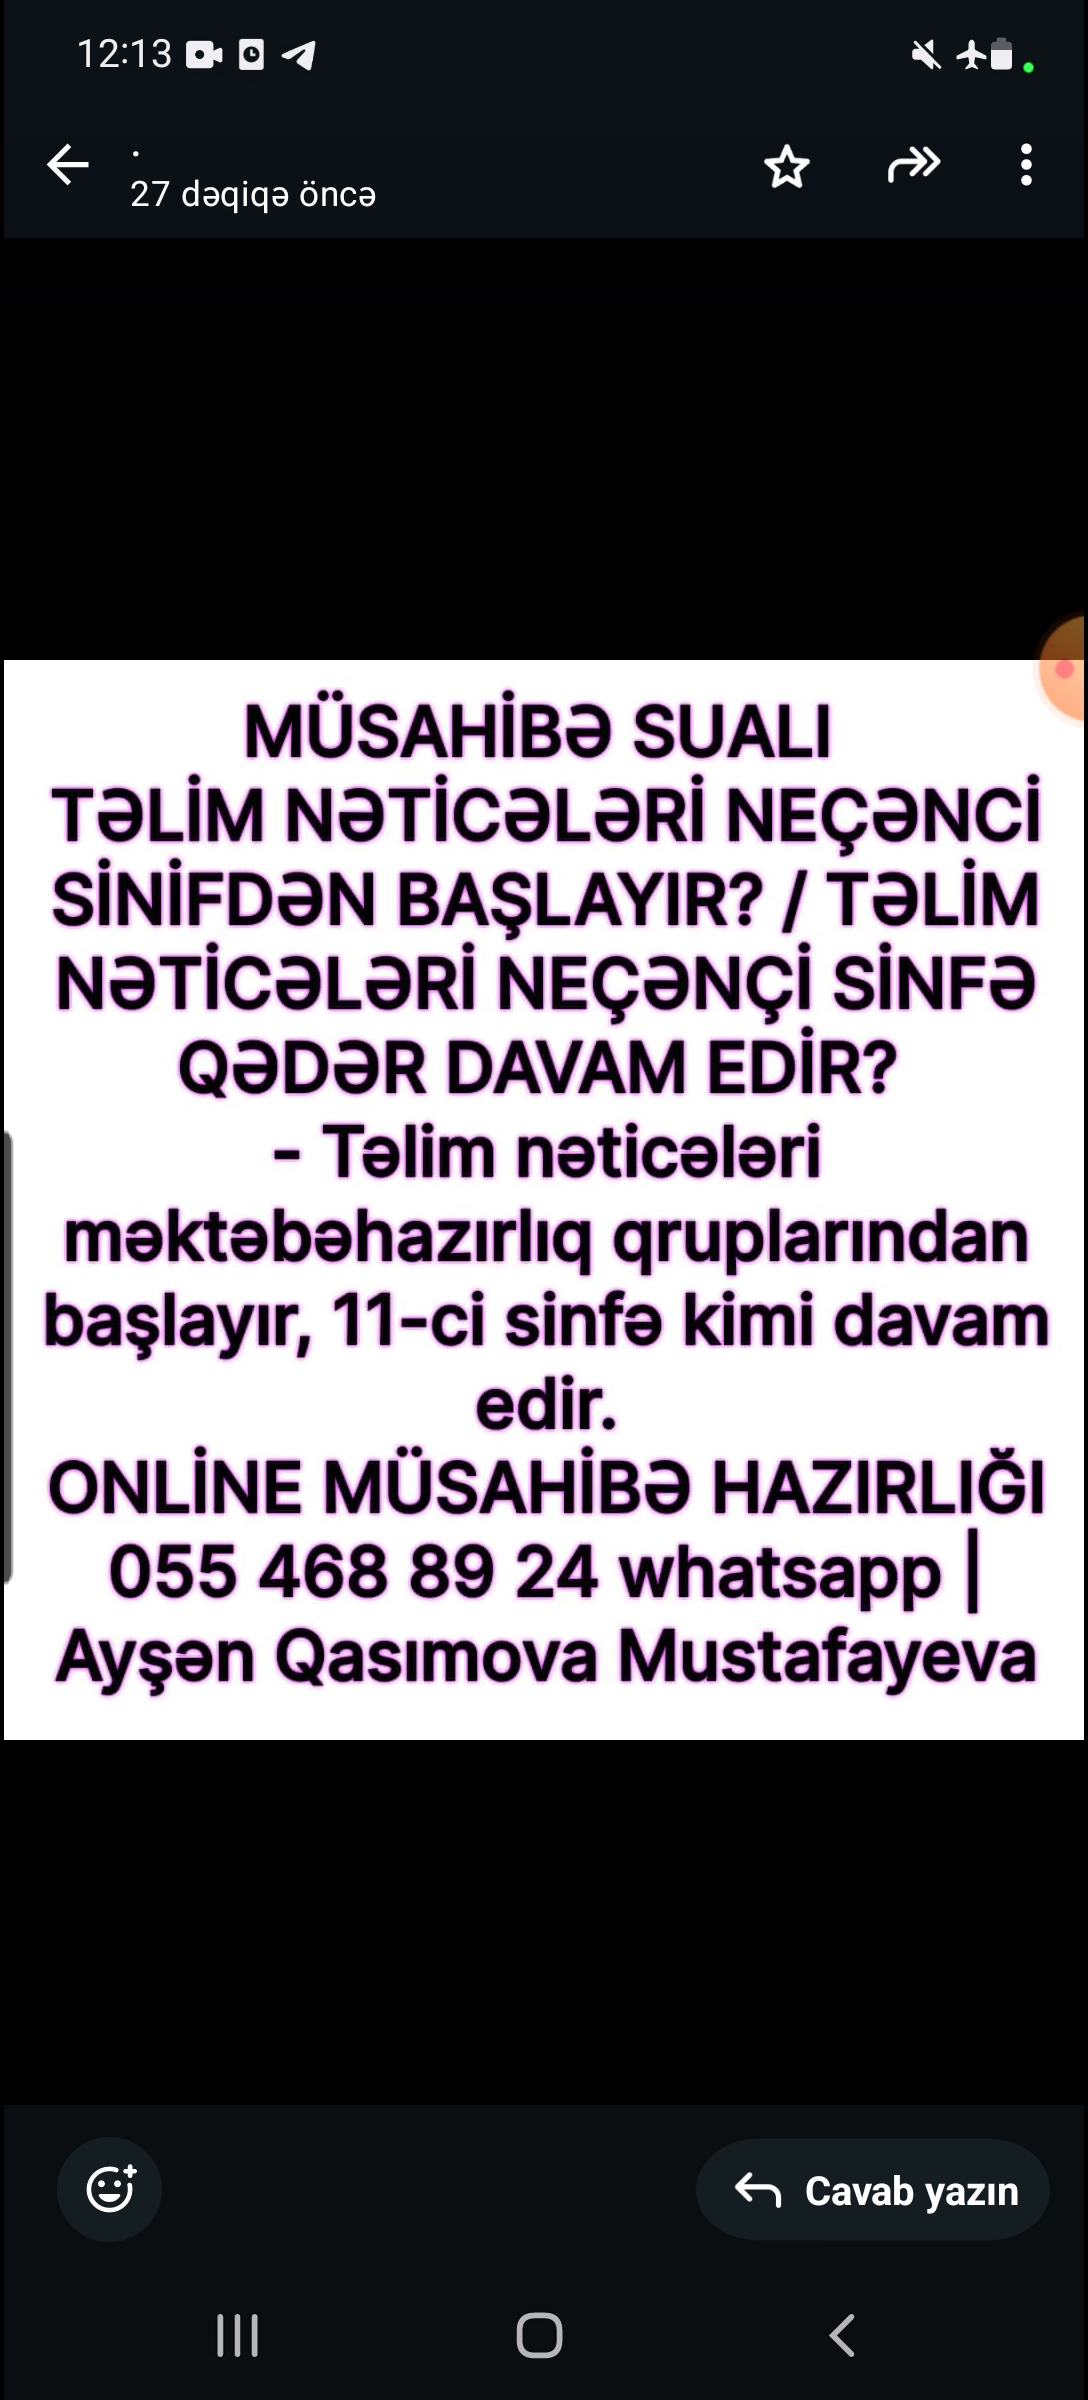 12:13
.
27 dəqiqə öncə
MÜSAHİBƏ SUALI
TƏLİM NƏTİCƏLƏRİ NEÇƏNCİ
SİNİFDƏN BAŞLAYIR? / TƏLİM
NƏTİCƏLƏRİ NEÇƏNÇİ SİNFƏ
QƏDƏR DAVAM EDİR?
- Təlim nəticələri
məktəbəhazırlıq qruplarından
başlayır, 11-ci sinfə kimi davam
edir.
ONLİNE MÜSAHİBƏ HAZIRLIĞI
055 468 89 24 whatsapp |
Ayşən Qasımova Mustafayeva
Cavab yazın